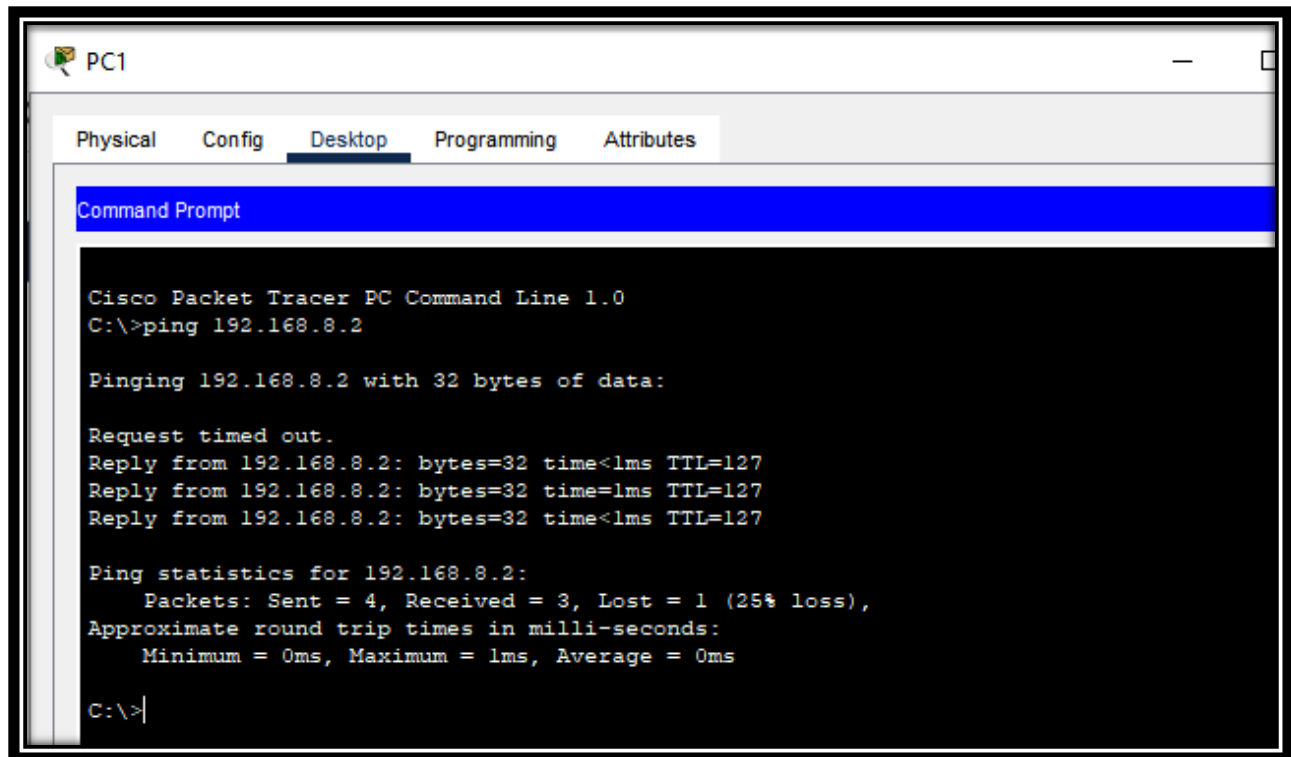 PC1
Physical Config Desktop Programming Attributes
Command Prompt
Cisco Packet Tracer PC Command Line 1.0
C:\>ping 192.168.8.2
Pinging 192.168.8.2 with 32 bytes of data:
Request timed out.
Reply from 192.168.8.2: bytes=32 time<1ms TTL=127
Reply from 192.168.8.2: bytes=32 time=1ms TTL=127
Reply from 192.168.8.2: bytes=32 time<1ms TTL=127
Ping statistics for 192.168.8.2:
Packets: Sent = 4, Received = 3, Lost = 1 (25% loss),
Approximate round trip times in milli-seconds:
Minimum = 0ms, Maximum = 1ms, Average = 0ms
C:\>